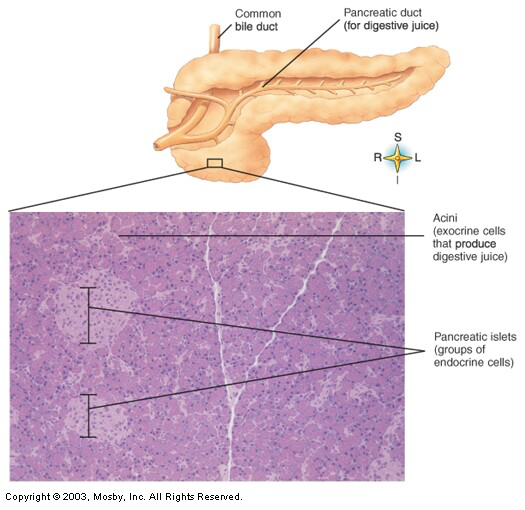 Common
bile duct
Pancreatic duct
(for digestive juice)
S
R L
I
Acini
(exocrine cells
that produce
digestive juice)
Pancreatic islets
(groups of
endocrine cells)
Copyright © 2003, Mosby, Inc. All Rights Reserved.